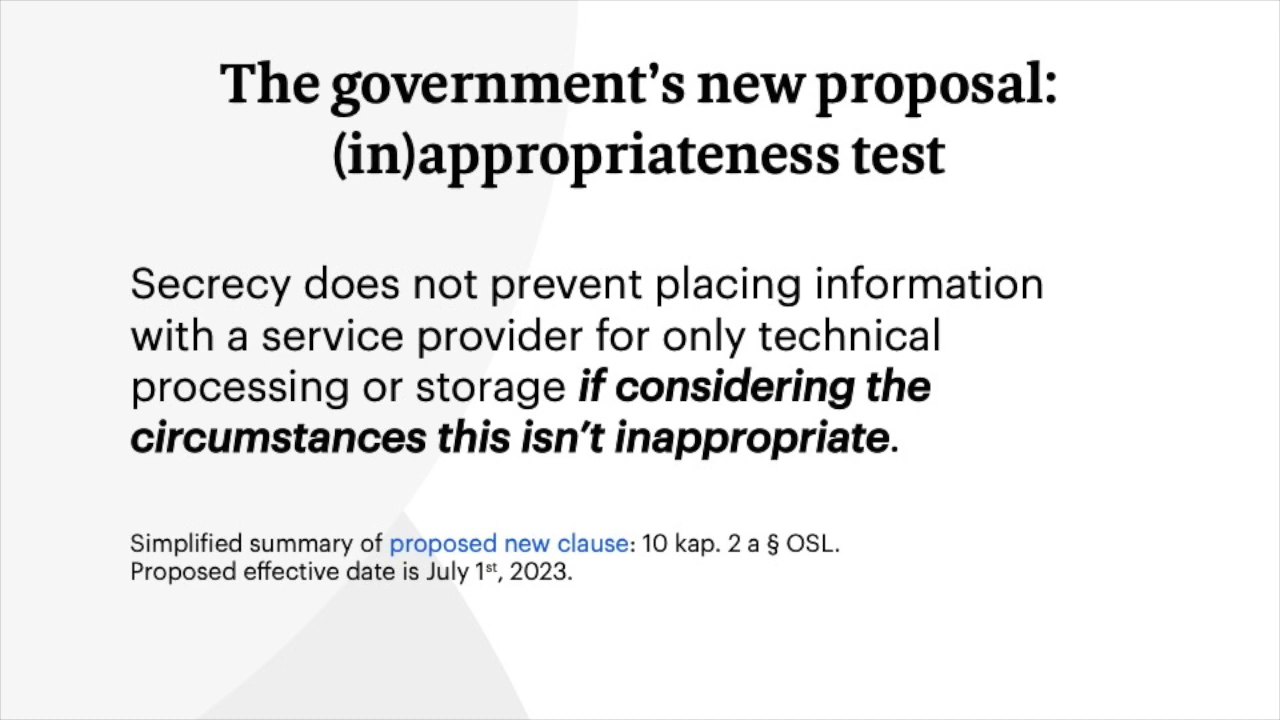 The government’s new proposal:
(in)appropriateness test
Secrecy does not prevent placing information
with a service provider for only technical
processing or storage if considering the
circumstances this isn’t inappropriate.
Simplified summary of proposed new clause: 10 kap. 2 a § OSL.
Proposed effective date is July 1st, 2023.